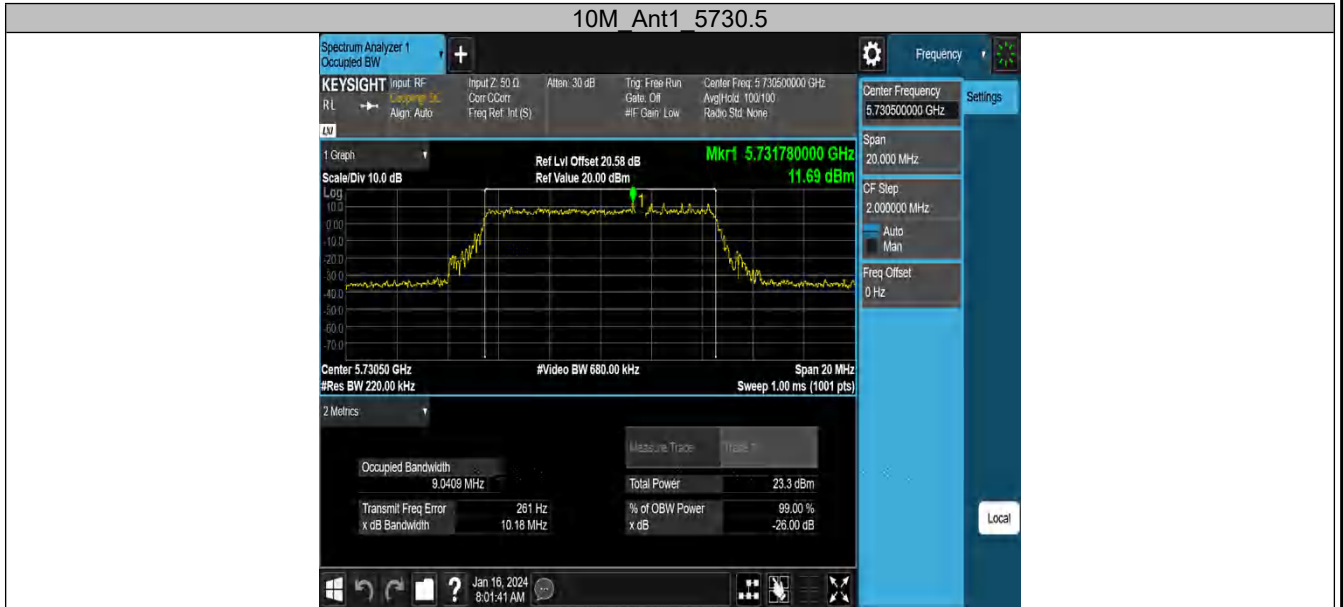 10M_Ant1_5730.5
Spectrum Analyzer 1
Occupied BW
+
Frequency
KEYSIGHT
RL
LXI
Input: RF
Coupling: DC
Align: Auto
Input Z: 50 Ω
Corr CCorr
Freq Ref: Int (S)
Atten: 30 dB
Trig: Free Run
Gate: Off
#IF Gain: Low
Center Freq: 5.730500000 GHz
Avg|Hold: 100/100
Radio Std: None
Center Frequency
5.730500000 GHz
Settings
Span
20.000 MHz
CF Step
2.000000 MHz
Auto
Man
Freq Offset
0 Hz
Local
1 Graph
Scale/Div 10.0 dB
Ref Lvl Offset 20.58 dB
Ref Value 20.00 dBm
Mkr1 5.731780000 GHz
11.69 dBm
Log
10.0
0.00
-10.0
-20.0
-30.0
-40.0
-50.0
-60.0
-70.0
1
Center 5.73050 GHz
#Res BW 220.00 kHz
#Video BW 680.00 kHz
Span 20 MHz
Sweep 1.00 ms (1001 pts)
2 Metrics
Measure Trace
Trace 1
Occupied Bandwidth
9.0409 MHz
Total Power
23.3 dBm
Transmit Freq Error
261 Hz
% of OBW Power
99.00 %
x dB Bandwidth
10.18 MHz
x dB
-26.00 dB
?
Jan 16, 2024
8:01:41 AM